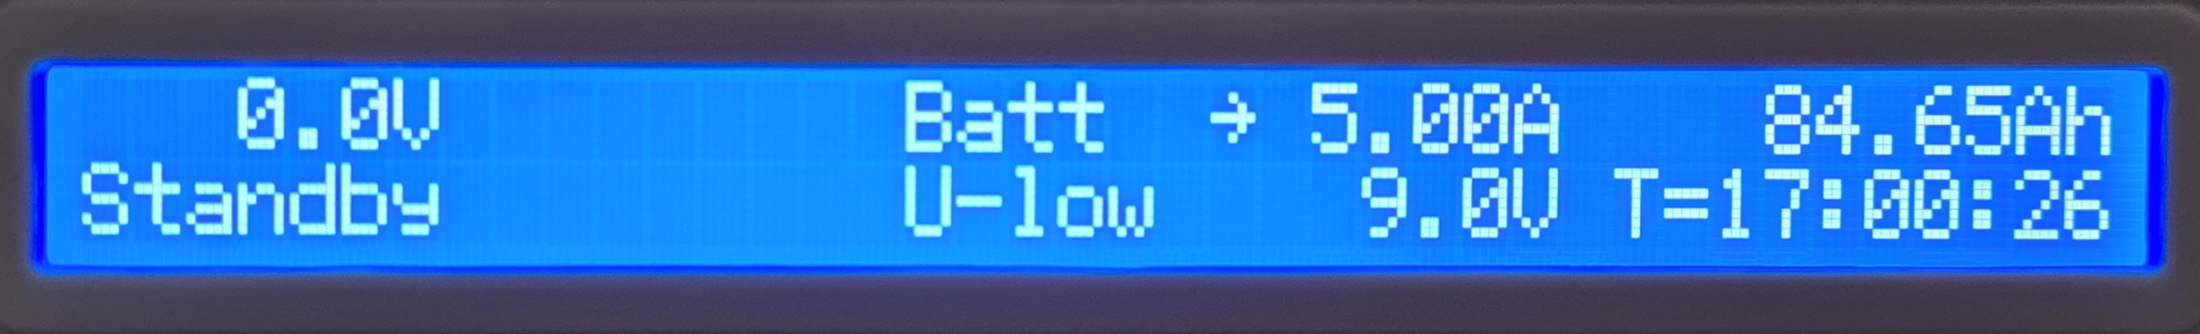 0.0V Batt → 5.00A 84.65Ah
Standby U-low 9.0V T=17:00:26